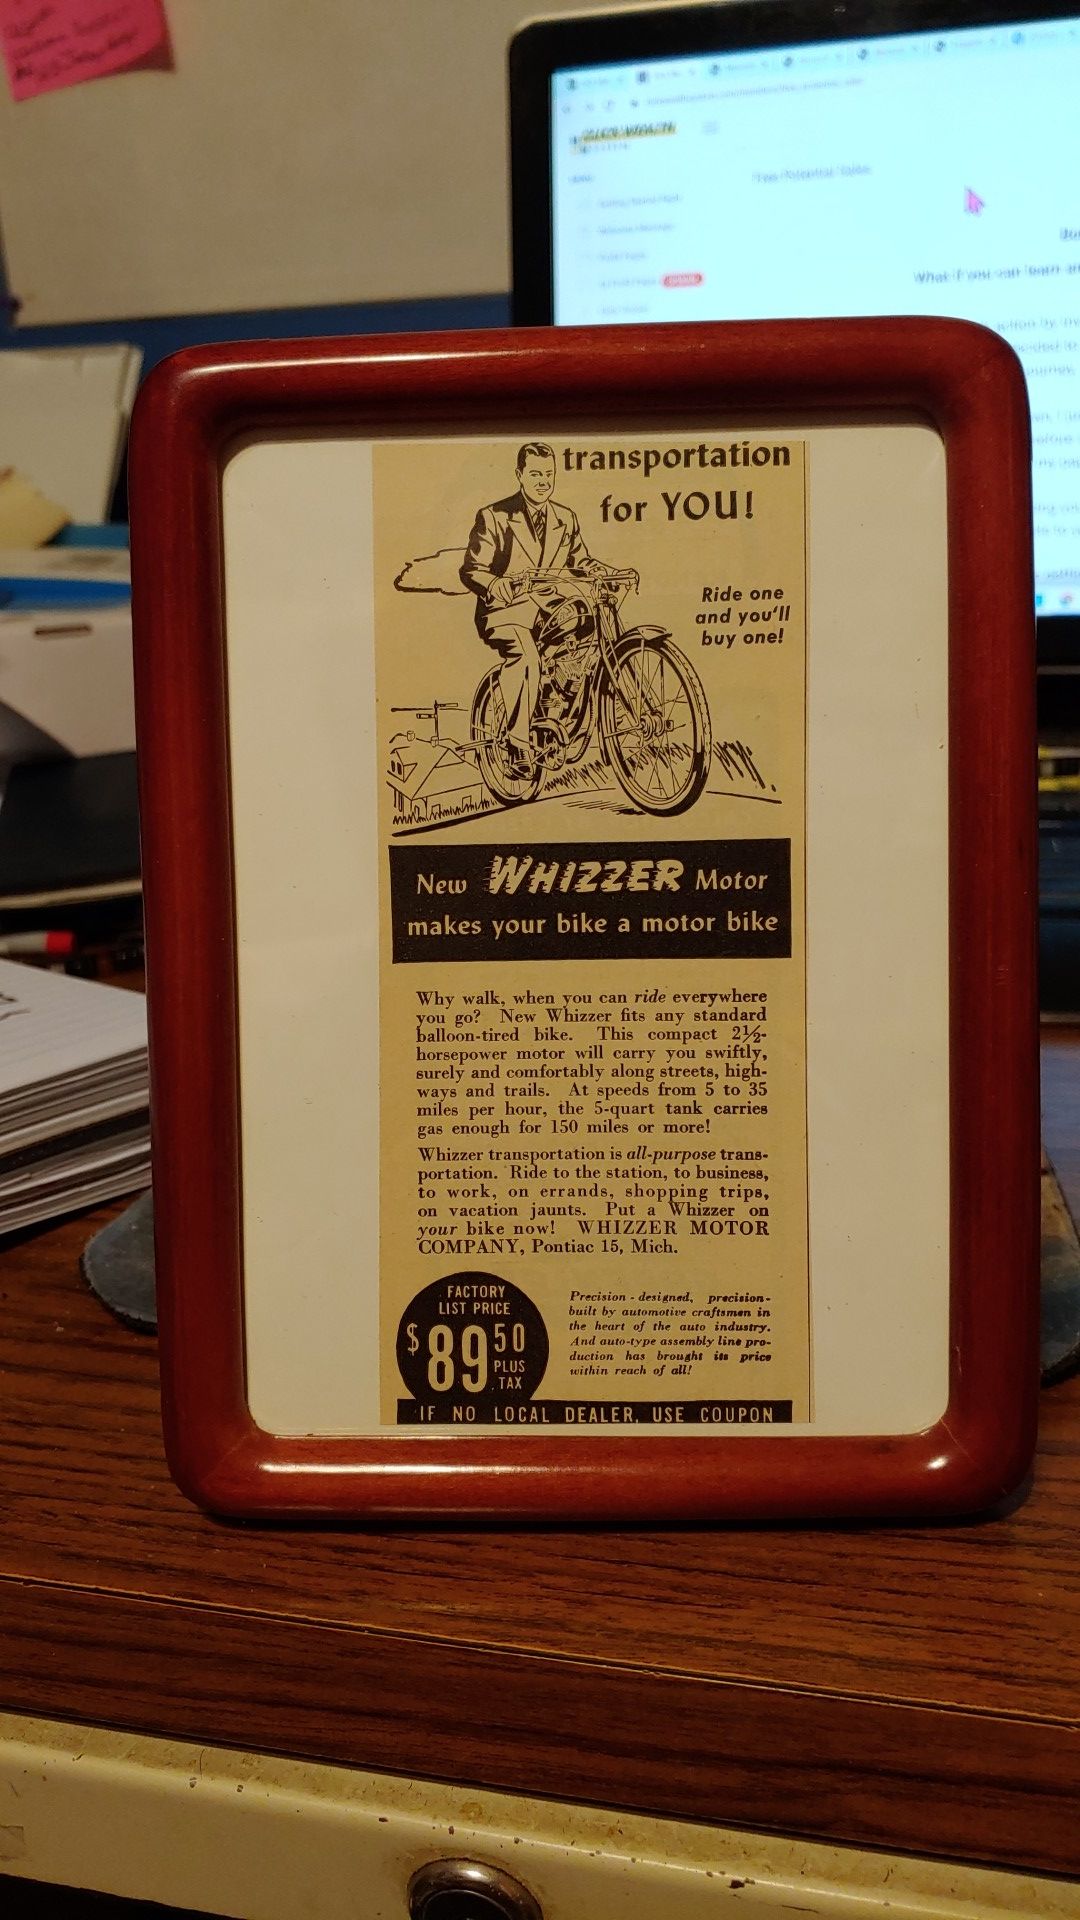 What if you can learn an
transportation
for YOU!
Ride one
and you'll
buy one!
New WHIZZER Motor
makes your bike a motor bike
Why walk, when you can ride everywhere
you go? New Whizzer fits any standard
balloon-tired bike. This compact 2½-
horsepower motor will carry you swiftly,
surely and comfortably along streets, high-
ways and trails. At speeds from 5 to 35
miles per hour, the 5-quart tank carries
gas enough for 150 miles or more!
Whizzer transportation is all-purpose trans-
portation. Ride to the station, to business,
to work, on errands, shopping trips,
on vacation jaunts. Put a Whizzer on
your bike now! WHIZZER MOTOR
COMPANY, Pontiac 15, Mich.
FACTORY
LIST PRICE
$89 50
PLUS
TAX
Precision - designed, precision-
built by automotive craftsmen in
the heart of the auto industry.
And auto-type assembly line pro-
duction has brought its price
within reach of all!
IF NO LOCAL DEALER, USE COUPON